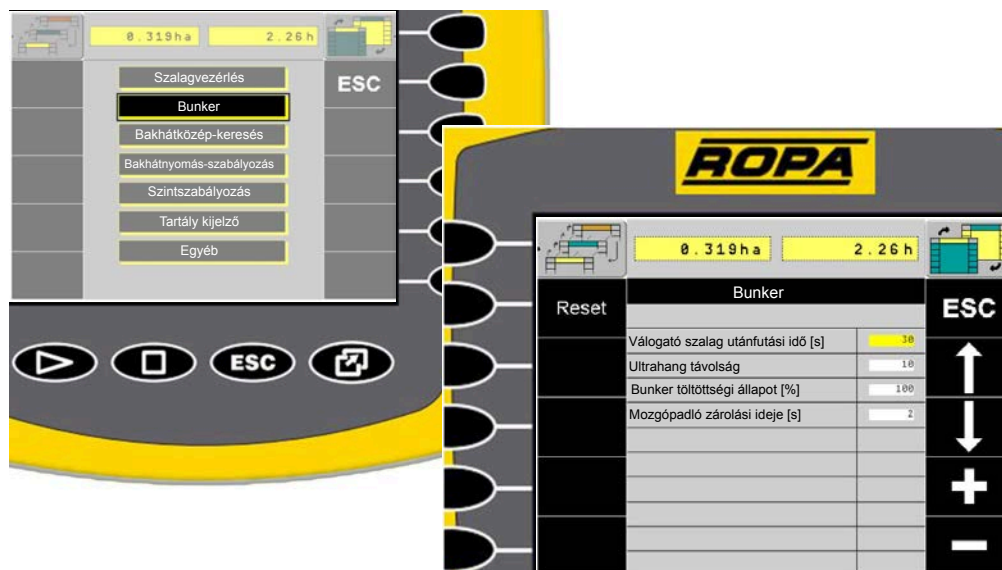 0.319ha 2.26h
Szalagvezérlés
ESC
Bunker
Bakhátközép-keresés
Bakhátnyomás-szabályozás
Szintszabályozás
Tartály kijelző
Egyéb
ESC
ROPA
0.319ha 2.26h
Reset
Bunker
ESC
Válogató szalag utánfutási idő [s] 30
Ultrahang távolság 10
Bunker töltöttségi állapot [%] 100
Mozgópadló zárolási ideje [s] 2